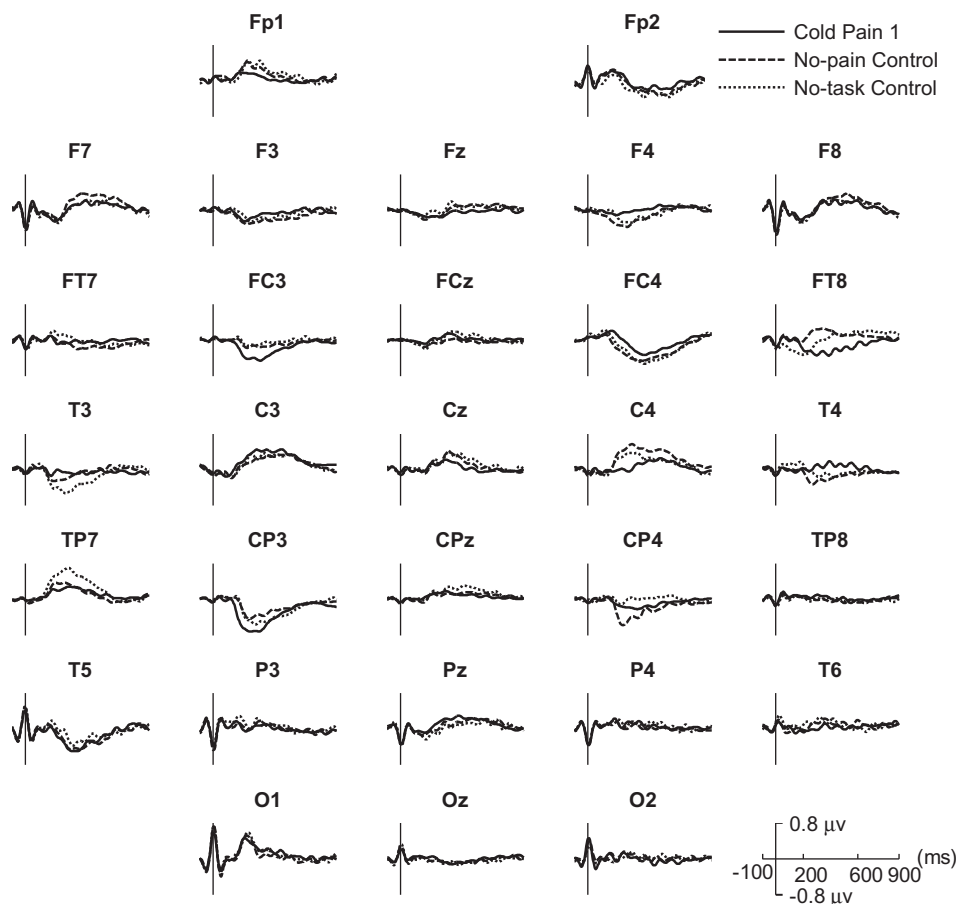 Fp1 Fp2
Cold Pain 1
No-pain Control
No-task Control
F7 F3 Fz F4 F8
FT7 FC3 FCz FC4 FT8
T3 C3 Cz C4 T4
TP7 CP3 CPz CP4 TP8
T5 P3 Pz P4 T6
O1 Oz O2
0.8 μv
(ms)
-100 200 600 900
-0.8 μv